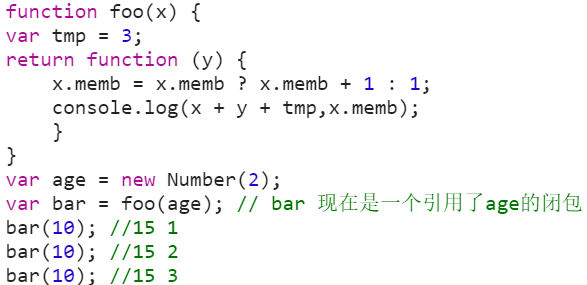 function foo(x) {
var tmp = 3;
return function (y) {
    x.memb = x.memb ? x.memb + 1 : 1;
    console.log(x + y + tmp,x.memb);
    }
}
var age = new Number(2);
var bar = foo(age); // bar 现在是一个引用了age的闭包
bar(10); //15 1
bar(10); //15 2
bar(10); //15 3